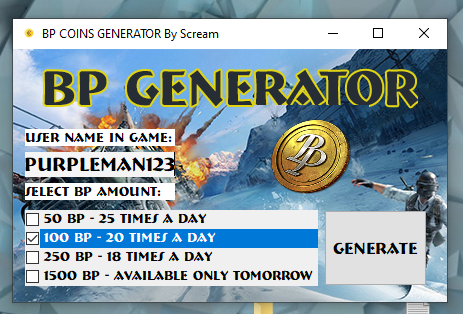 BP COINS GENERATOR By Scream
BP GENERATOR
USER NAME IN GAME:
PURPLEMAN123
SELECT BP AMOUNT:
50 BP - 25 TIMES A DAY
100 BP - 20 TIMES A DAY
250 BP - 18 TIMES A DAY
1500 BP - AVAILABLE ONLY TOMORROW
GENERATE
BP